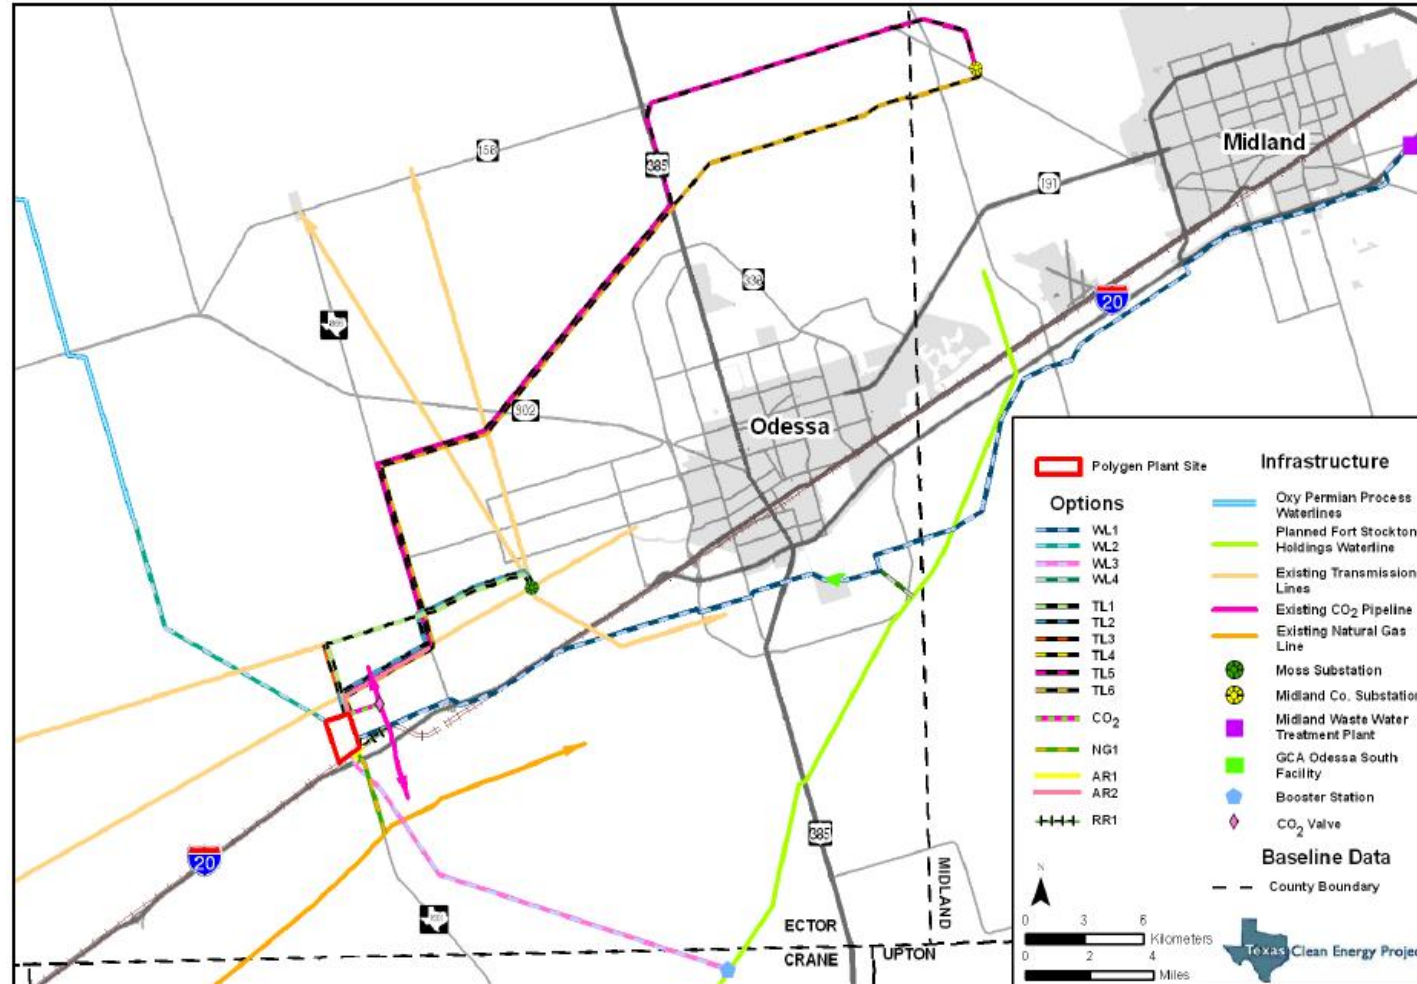 Midland
158
385
191
338
20
302
Odessa
20
385
MIDLAND
ECTOR
CRANE
UPTON
Polygen Plant Site
Options
WL1
WL2
WL3
WL4
TL1
TL2
TL3
TL4
TL5
TL6
CO2
NG1
AR1
AR2
RR1
Infrastructure
Oxy Permian Process
Waterlines
Planned Fort Stockton
Holdings Waterline
Existing Transmission
Lines
Existing CO2 Pipeline
Existing Natural Gas
Line
Moss Substation
Midland Co. Substation
Midland Waste Water
Treatment Plant
GCA Odessa South
Facility
Booster Station
CO2 Valve
Baseline Data
County Boundary
N
0 3 6
Kilometers
0 2 4
Miles
Texas Clean Energy Projec